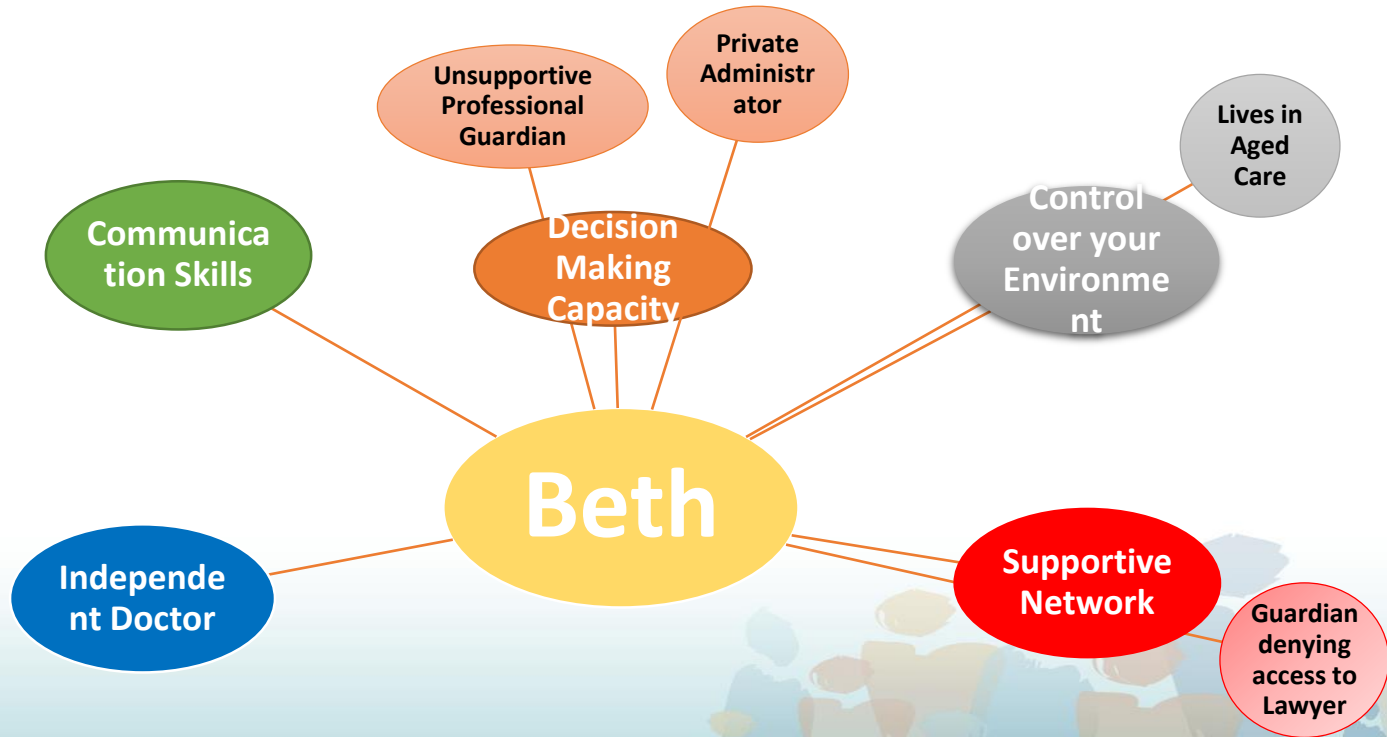 Unsupportive
Professional
Guardian
Private
Administr
ator
Lives in
Aged
Care
Communica
tion Skills
Decision
Making
Capacity
Control
over your
Environme
nt
Beth
Independe
nt Doctor
Supportive
Network
Guardian
denying
access to
Lawyer